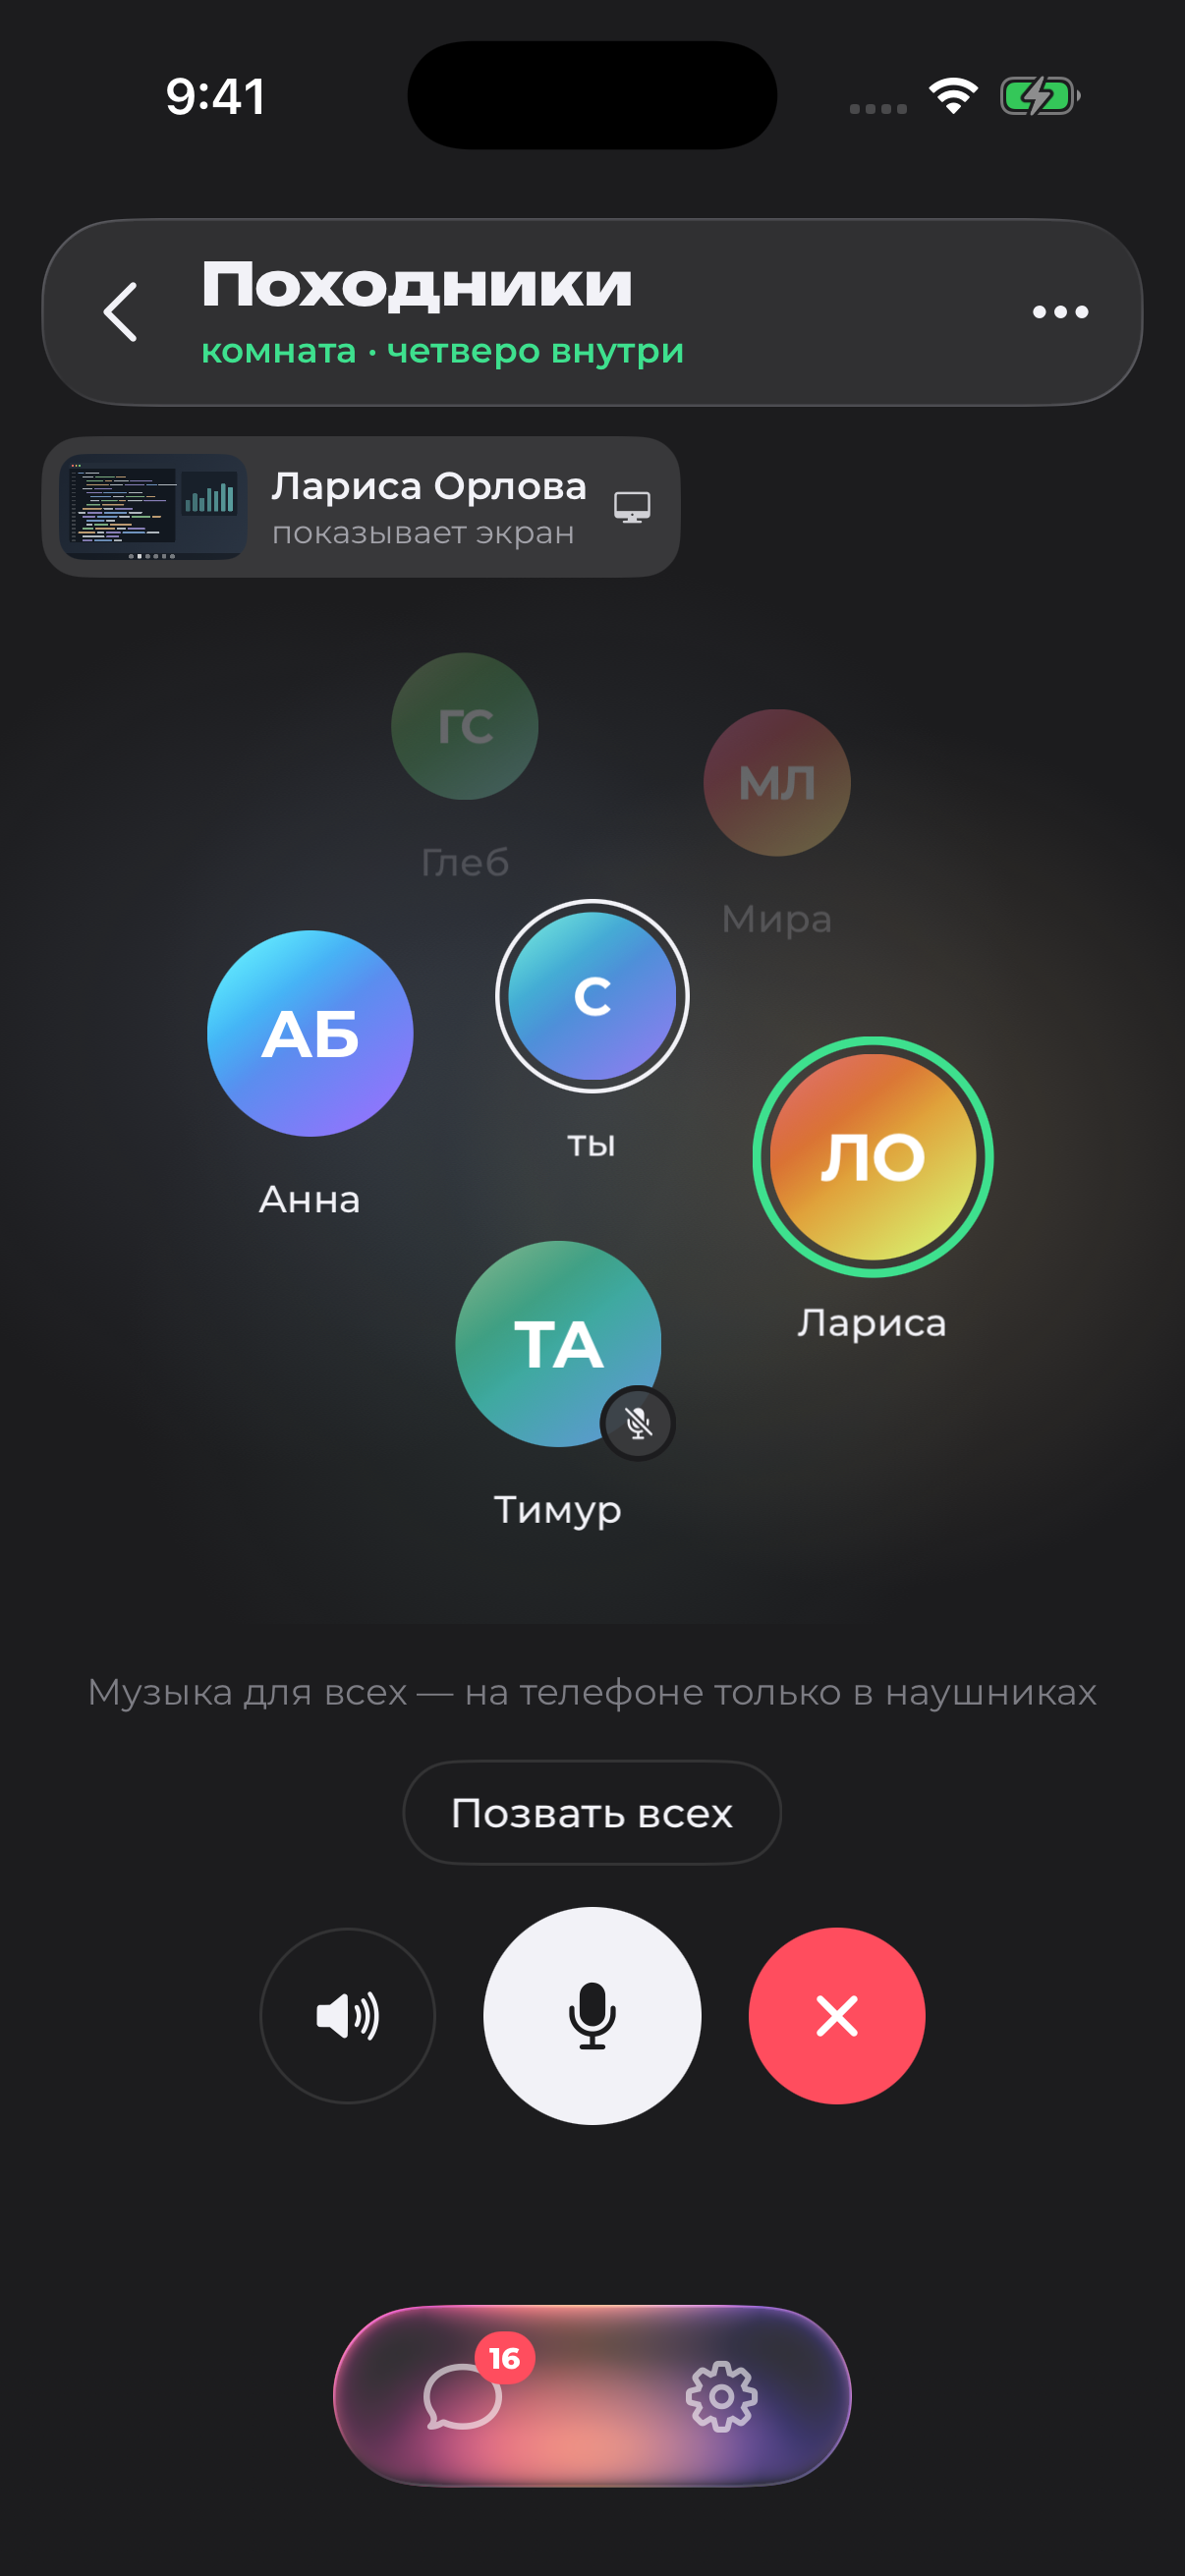 9:41
Походники
комната · четверо внутри
Лариса Орлова
показывает экран
ГС
Глеб
МЛ
Мира
АБ
Анна
С
ты
ЛО
Лариса
ТА
Тимур
Музыка для всех — на телефоне только в наушниках
Позвать всех
16